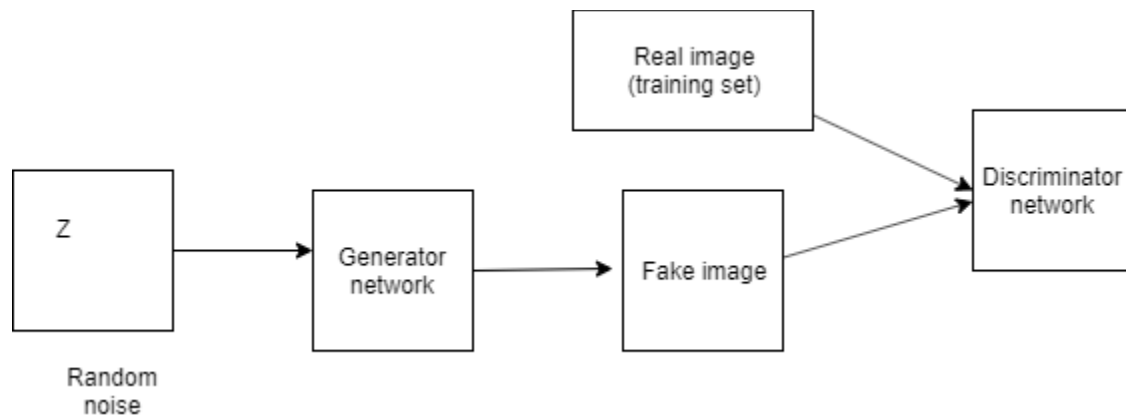 Real image
(training set)
Z
Generator
network
Fake image
Discriminator
network
Random
noise